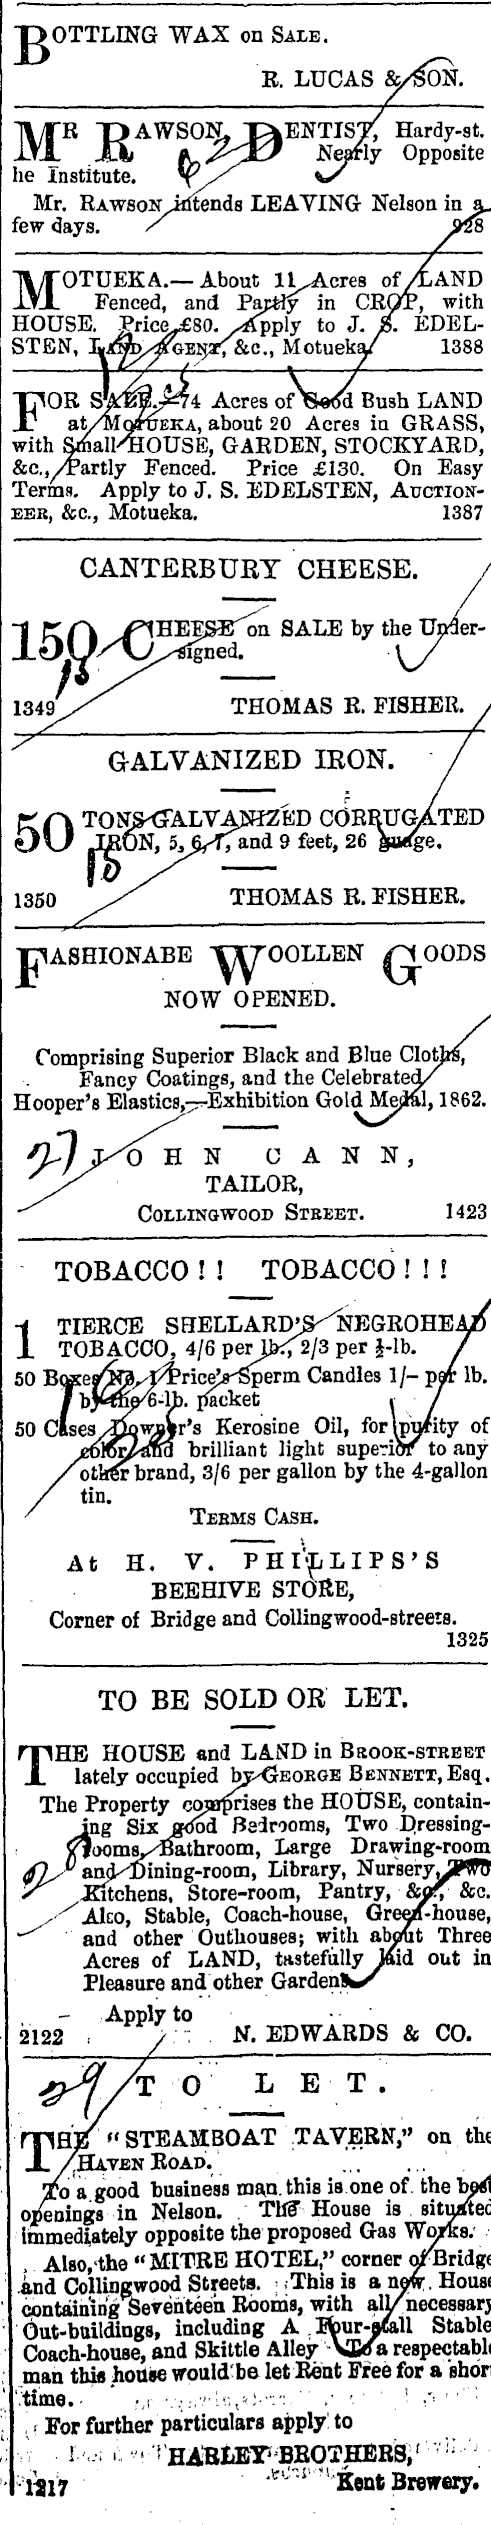 BOTTLING WAX on SALE.
R. LUCAS & SON.
MR RAWSON, DENTIST, Hardy-st.
Nearly Opposite
he Institute.
Mr. RAWSON intends LEAVING Nelson in a
few days. 928
62
MOTUEKA.— About 11 Acres of LAND
Fenced, and Partly in CROP, with
HOUSE. Price £80. Apply to J. S. EDEL-
STEN, LAND AGENT, &c., Motueka. 1388
FOR SALE.—74 Acres of Good Bush LAND
at MOTUEKA, about 20 Acres in GRASS,
with Small HOUSE, GARDEN, STOCKYARD,
&c., Partly Fenced. Price £130. On Easy
Terms. Apply to J. S. EDELSTEN, AUCTION-
EER, &c., Motueka. 1387
CANTERBURY CHEESE.
150 CHEESE on SALE by the Under-
signed.
15
1349 THOMAS R. FISHER.
GALVANIZED IRON.
50 TONS GALVANIZED CORRUGATED
IRON, 5, 6, 7, and 9 feet, 26 guage.
15
1350 THOMAS R. FISHER.
FASHIONABE WOOLLEN GOODS
NOW OPENED.
Comprising Superior Black and Blue Cloths,
Fancy Coatings, and the Celebrated
Hooper's Elastics,—Exhibition Gold Medal, 1862.
27
JOHN CANN,
TAILOR,
COLLINGWOOD STREET. 1423
TOBACCO!! TOBACCO!!!
1 TIERCE SHELLARD'S NEGROHEAD
TOBACCO, 4/6 per lb., 2/3 per ½-lb.
50 Boxes No. 1 Price's Sperm Candles 1/- per lb.
by the 6-lb. packet
50 Cases Downer's Kerosine Oil, for purity of
color and brilliant light superior to any
other brand, 3/6 per gallon by the 4-gallon
tin.
TERMS CASH.
At H. V. PHILLIPS'S
BEEHIVE STORE,
Corner of Bridge and Collingwood-streets.
1325
TO BE SOLD OR LET.
THE HOUSE and LAND in BROOK-STREET
lately occupied by GEORGE BENNETT, Esq.
The Property comprises the HOUSE, contain-
ing Six good Bedrooms, Two Dressing-
rooms, Bathroom, Large Drawing-room
and Dining-room, Library, Nursery, Two
Kitchens, Store-room, Pantry, &c., &c.
Also, Stable, Coach-house, Green-house,
and other Outhouses; with about Three
Acres of LAND, tastefully laid out in
Pleasure and other Gardens.
28
Apply to
2122 N. EDWARDS & CO.
29
TO LET.
THE "STEAMBOAT TAVERN," on the
HAVEN ROAD.
To a good business man this is one of the best
openings in Nelson. The House is situated
immediately opposite the proposed Gas Works.
Also, the "MITRE HOTEL," corner of Bridge
and Collingwood Streets. This is a new House
containing Seventeen Rooms, with all necessary
Out-buildings, including A Four-stall Stable
Coach-house, and Skittle Alley To a respectable
man this house would be let Rent Free for a short
time.
For further particulars apply to
HARLEY BROTHERS,
1217 Kent Brewery.